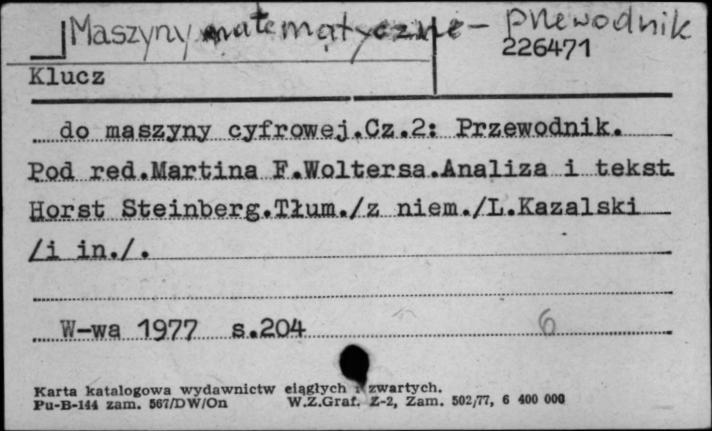 Maszyny matematyczne - przewodnik
226471
Klucz
do maszyny cyfrowej.Cz.2: Przewodnik.
Pod red.Martina F.Woltersa.Analiza i tekst
Horst Steinberg.Tłum./z niem./L.Kazalski
/i in./.
W-wa 1977 s.204
6
Karta katalogowa wydawnictw ciągłych i zwartych.
Pu-B-144 zam. 567/DW/On W.Z.Graf. Z-2, Zam. 502/77, 6 400 000